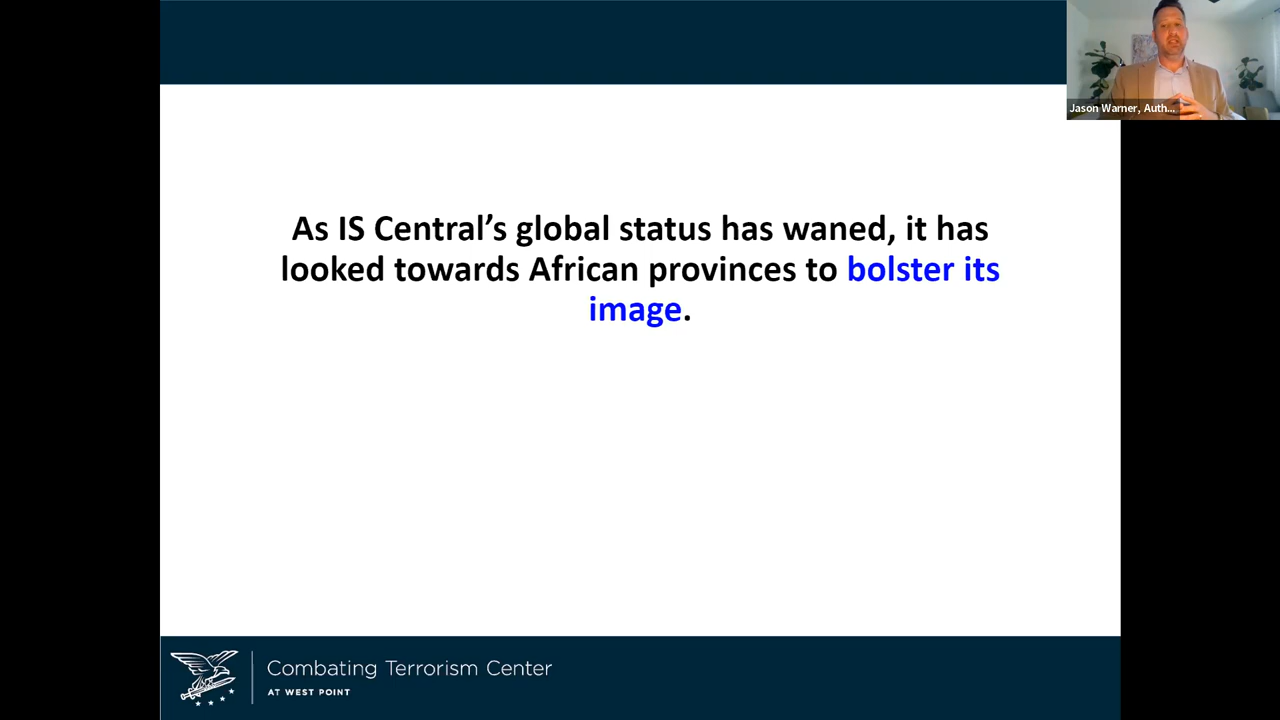 Jason Warner, Auth...
As IS Central’s global status has waned, it has
looked towards African provinces to bolster its
image.
Combating Terrorism Center
AT WEST POINT